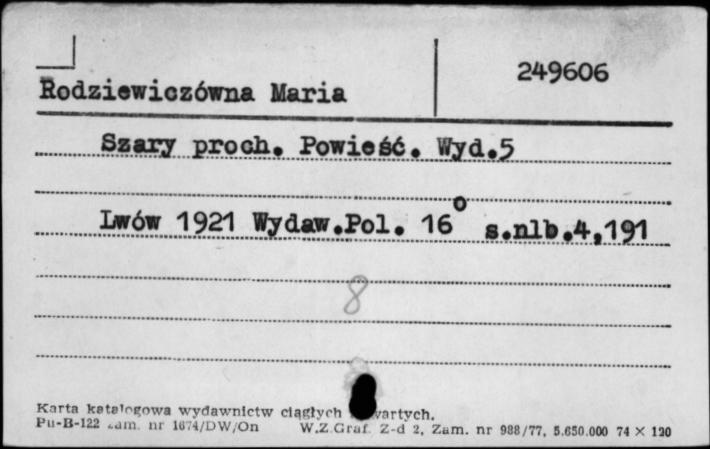 249606
Rodziewiczówna Maria
Szary proch. Powieść. Wyd.5
Lwów 1921 Wydaw.Pol. 16° s.nlb.4,191
8
Karta katalogowa wydawnictw ciągłych
Pu-B-122 zam. nr 1674/DW/On W.Z.Graf. Z-d 2, Zam. nr 988/77, 5.650.000 74 X 120